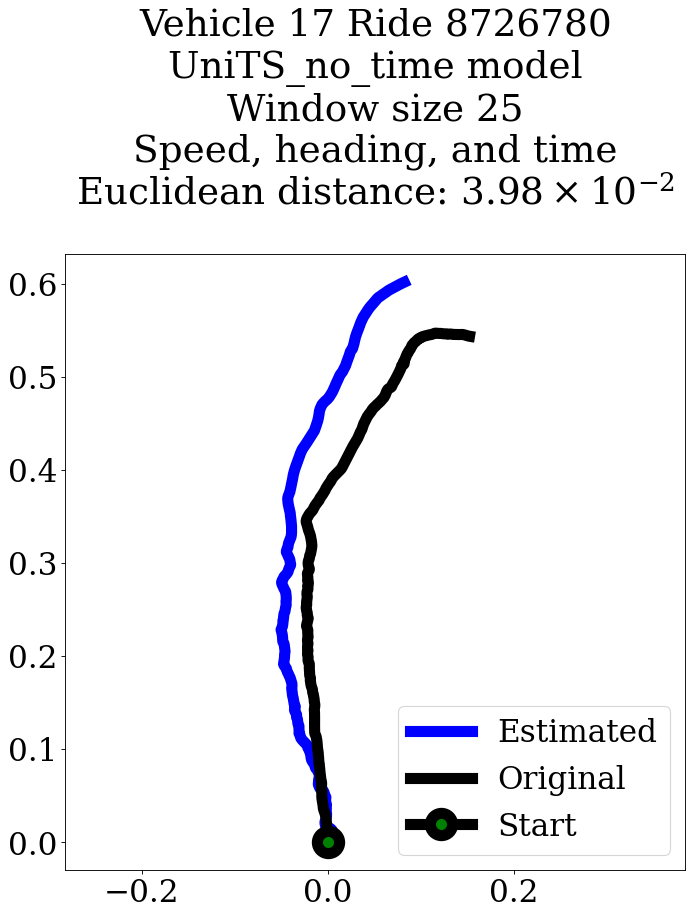 Vehicle 17 Ride 8726780
UniTS_no_time model
Window size 25
Speed, heading, and time
Euclidean distance: 3.98 × 10⁻²
0.6
0.5
0.4
0.3
0.2
0.1
0.0
−0.2 0.0 0.2
Estimated
Original
Start